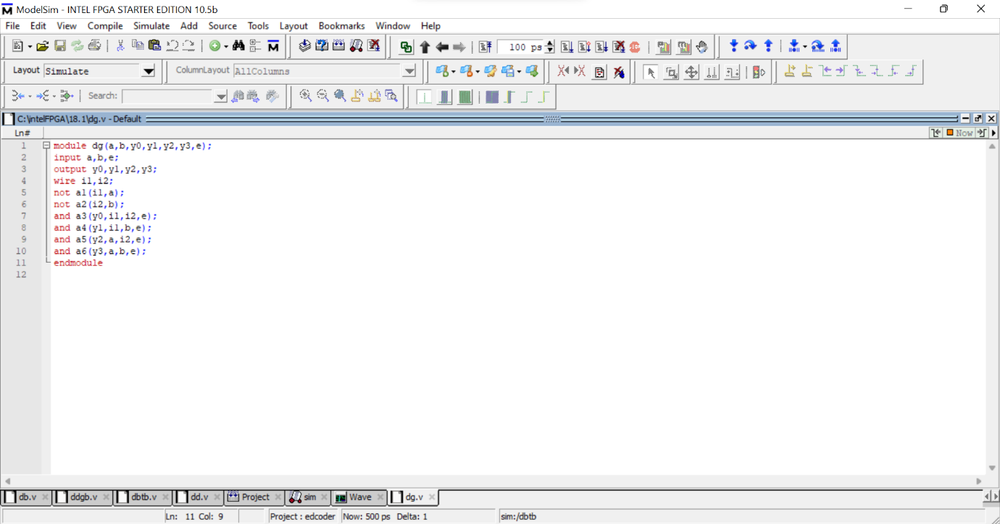 ModelSim - INTEL FPGA STARTER EDITION 10.5b
File Edit View Compile Simulate Add Source Tools Layout Bookmarks Window Help
100 ps
Layout Simulate ColumnLayout AllColumns
Search:
C:\intelFPGA\18.1\dg.v - Default
Ln# Now
1 module dg(a,b,y0,y1,y2,y3,e);
2 input a,b,e;
3 output y0,y1,y2,y3;
4 wire i1,i2;
5 not a1(i1,a);
6 not a2(i2,b);
7 and a3(y0,i1,i2,e);
8 and a4(y1,i1,b,e);
9 and a5(y2,a,i2,e);
10 and a6(y3,a,b,e);
11 endmodule
12
db.v ddgb.v dbtb.v dd.v Project sim Wave dg.v
Ln: 11 Col: 9 Project : edcoder Now: 500 ps Delta: 1 sim:/dbtb